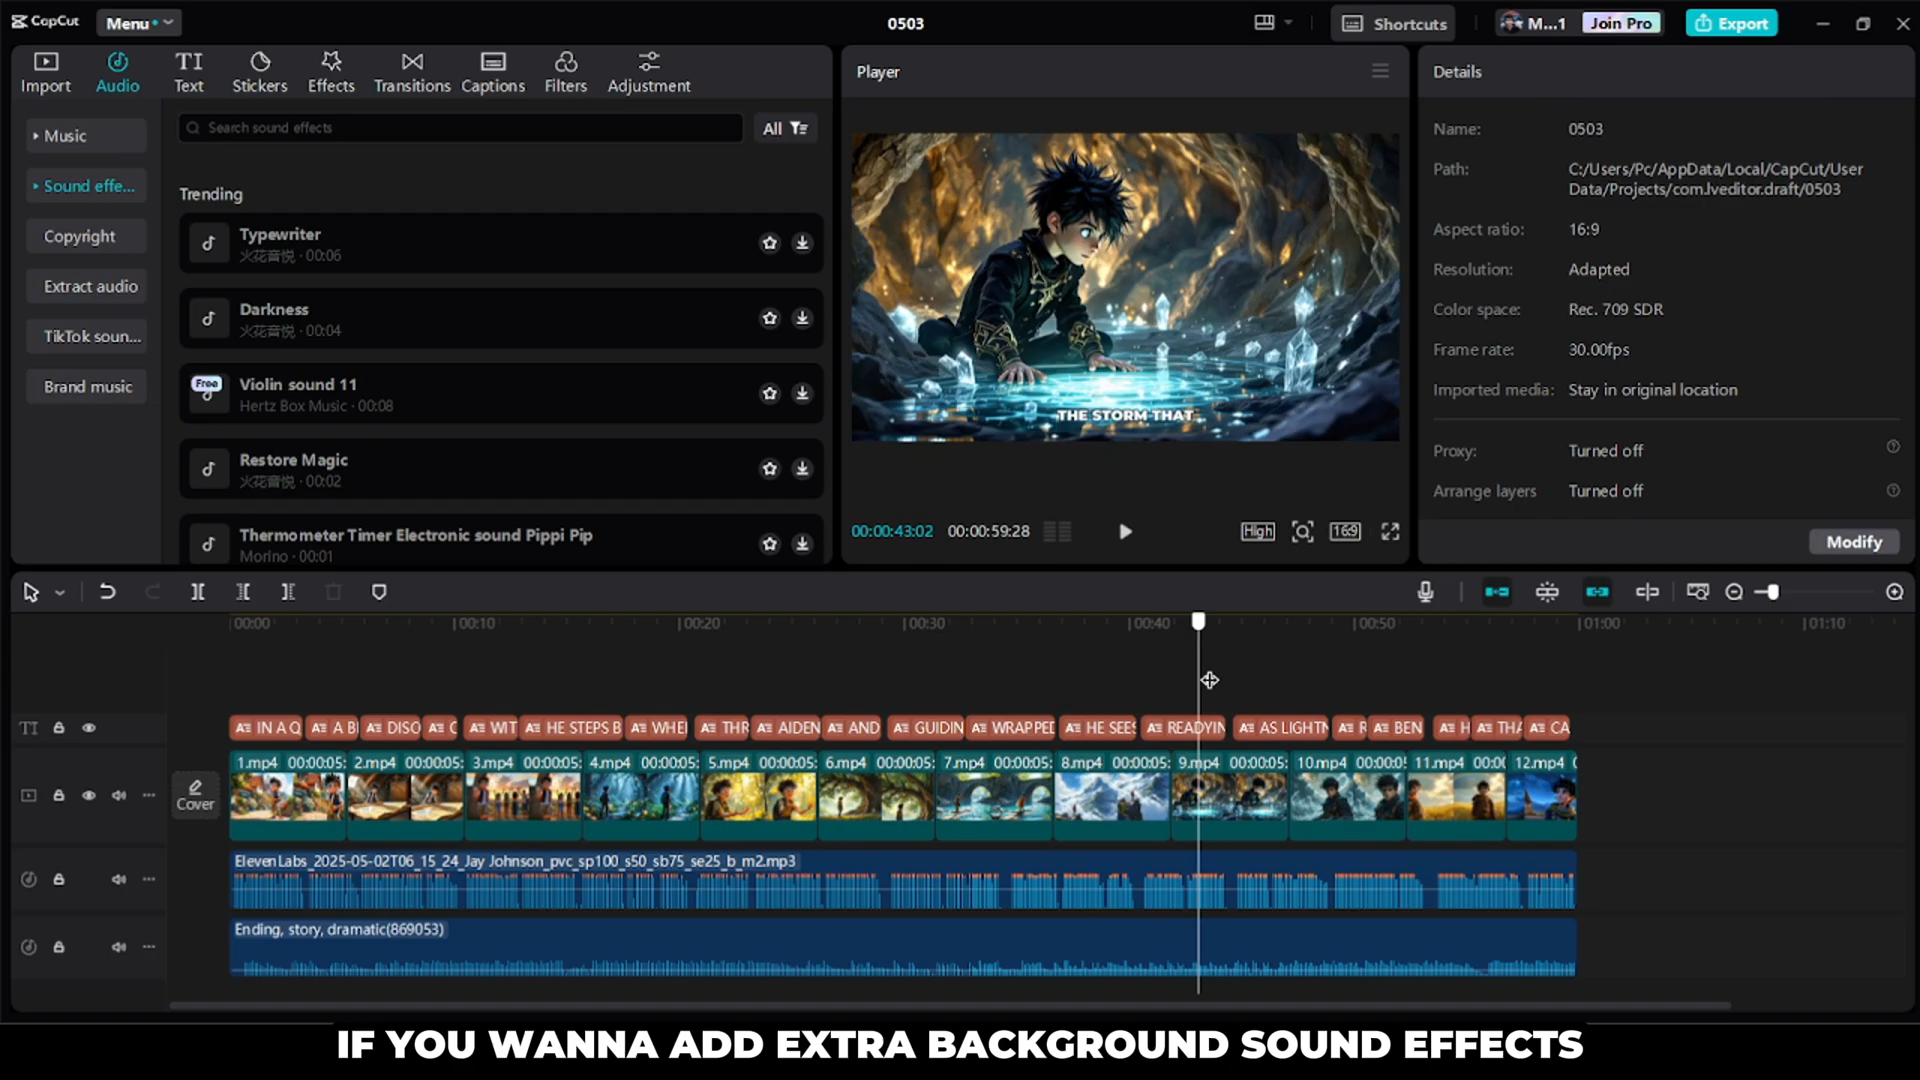 CapCut
Menu
0503
Shortcuts
M...1
Join Pro
Export
Import
Audio
TI
Text
Stickers
Effects
Transitions
Captions
Filters
Adjustment
Player
Details
Music
Sound effe...
Copyright
Extract audio
TikTok soun...
Brand music
Search sound effects
All
Trending
Typewriter
火花音悦 · 00:06
Darkness
火花音悦 · 00:04
Free
Violin sound 11
Hertz Box Music · 00:08
Restore Magic
火花音悦 · 00:02
Thermometer Timer Electronic sound Pippi Pip
Morino · 00:01
THE STORM THAT
00:00:43:02 00:00:59:28
High
16:9
Name: 0503
Path: C:/Users/Pc/AppData/Local/CapCut/User
Data/Projects/com.lveditor.draft/0503
Aspect ratio: 16:9
Resolution: Adapted
Color space: Rec. 709 SDR
Frame rate: 30.00fps
Imported media: Stay in original location
Proxy: Turned off
Arrange layers Turned off
Modify
00:00 00:10 00:20 00:30 00:40 00:50 01:00 01:10
TI
IN A Q A B DISO C WIT HE STEPS B WHE THR AIDEN AND GUIDIN WRAPPE HE SEES READYIN AS LIGHTN R BEN H THA CA
Cover
1.mp4 00:00:05: 2.mp4 00:00:05: 3.mp4 00:00:05: 4.mp4 00:00:05: 5.mp4 00:00:05: 6.mp4 00:00:05: 7.mp4 00:00:05: 8.mp4 00:00:05: 9.mp4 00:00:05: 10.mp4 00:00:0 11.mp4 00:00 12.mp4
ElevenLabs_2025-05-02T06_15_24_Jay Johnson_pvc_sp100_s50_sb75_se25_b_m2.mp3
Ending, story, dramatic(869053)
IF YOU WANNA ADD EXTRA BACKGROUND SOUND EFFECTS